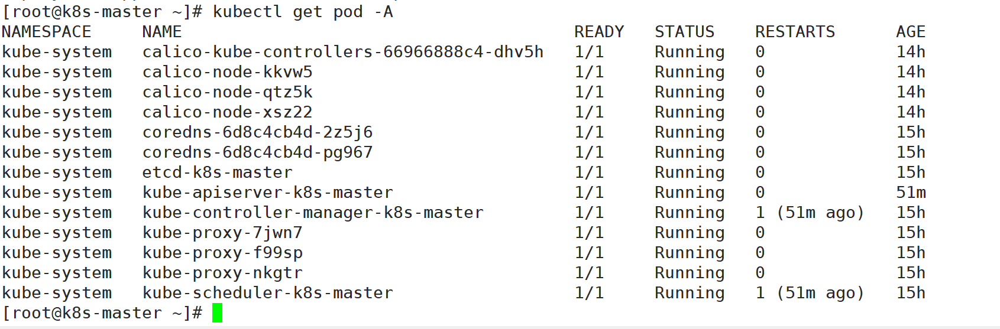 [root@k8s-master ~]# kubectl get pod -A
NAMESPACE     NAME                                       READY   STATUS    RESTARTS      AGE
kube-system   calico-kube-controllers-66966888c4-dhv5h   1/1     Running   0             14h
kube-system   calico-node-kkvw5                          1/1     Running   0             14h
kube-system   calico-node-qtz5k                          1/1     Running   0             14h
kube-system   calico-node-xsz22                          1/1     Running   0             14h
kube-system   coredns-6d8c4cb4d-2z5j6                    1/1     Running   0             15h
kube-system   coredns-6d8c4cb4d-pg967                    1/1     Running   0             15h
kube-system   etcd-k8s-master                            1/1     Running   0             15h
kube-system   kube-apiserver-k8s-master                  1/1     Running   0             51m
kube-system   kube-controller-manager-k8s-master         1/1     Running   1 (51m ago)   15h
kube-system   kube-proxy-7jwn7                           1/1     Running   0             15h
kube-system   kube-proxy-f99sp                           1/1     Running   0             15h
kube-system   kube-proxy-nkgtr                           1/1     Running   0             15h
kube-system   kube-scheduler-k8s-master                  1/1     Running   1 (51m ago)   15h
[root@k8s-master ~]#